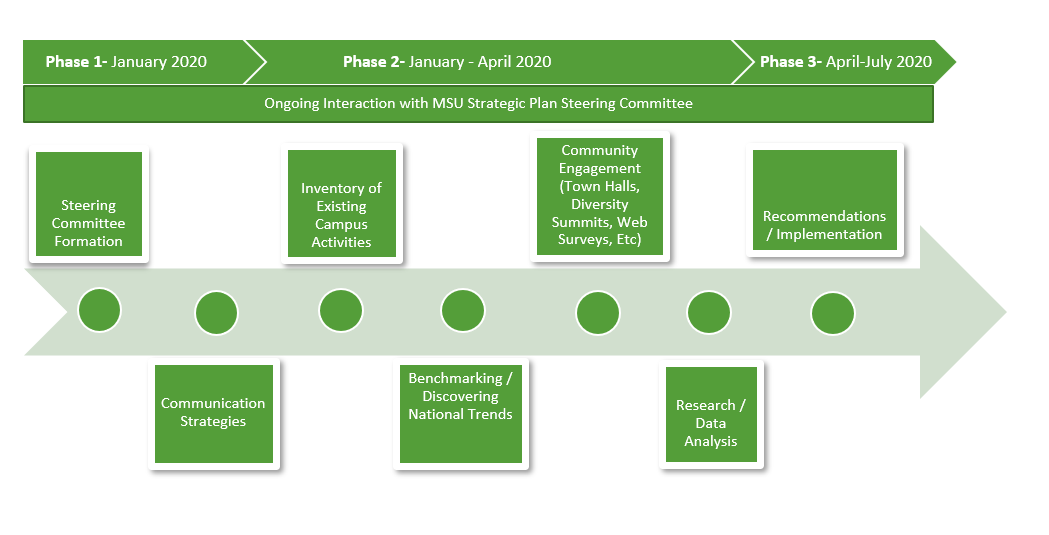 Phase 1- January 2020
Phase 2- January - April 2020
Phase 3- April-July 2020
Ongoing Interaction with MSU Strategic Plan Steering Committee
Steering
Committee
Formation
Inventory of
Existing
Campus
Activities
Community
Engagement
(Town Halls,
Diversity
Summits, Web
Surveys, Etc)
Recommendations
/ Implementation
Communication
Strategies
Benchmarking /
Discovering
National Trends
Research /
Data
Analysis